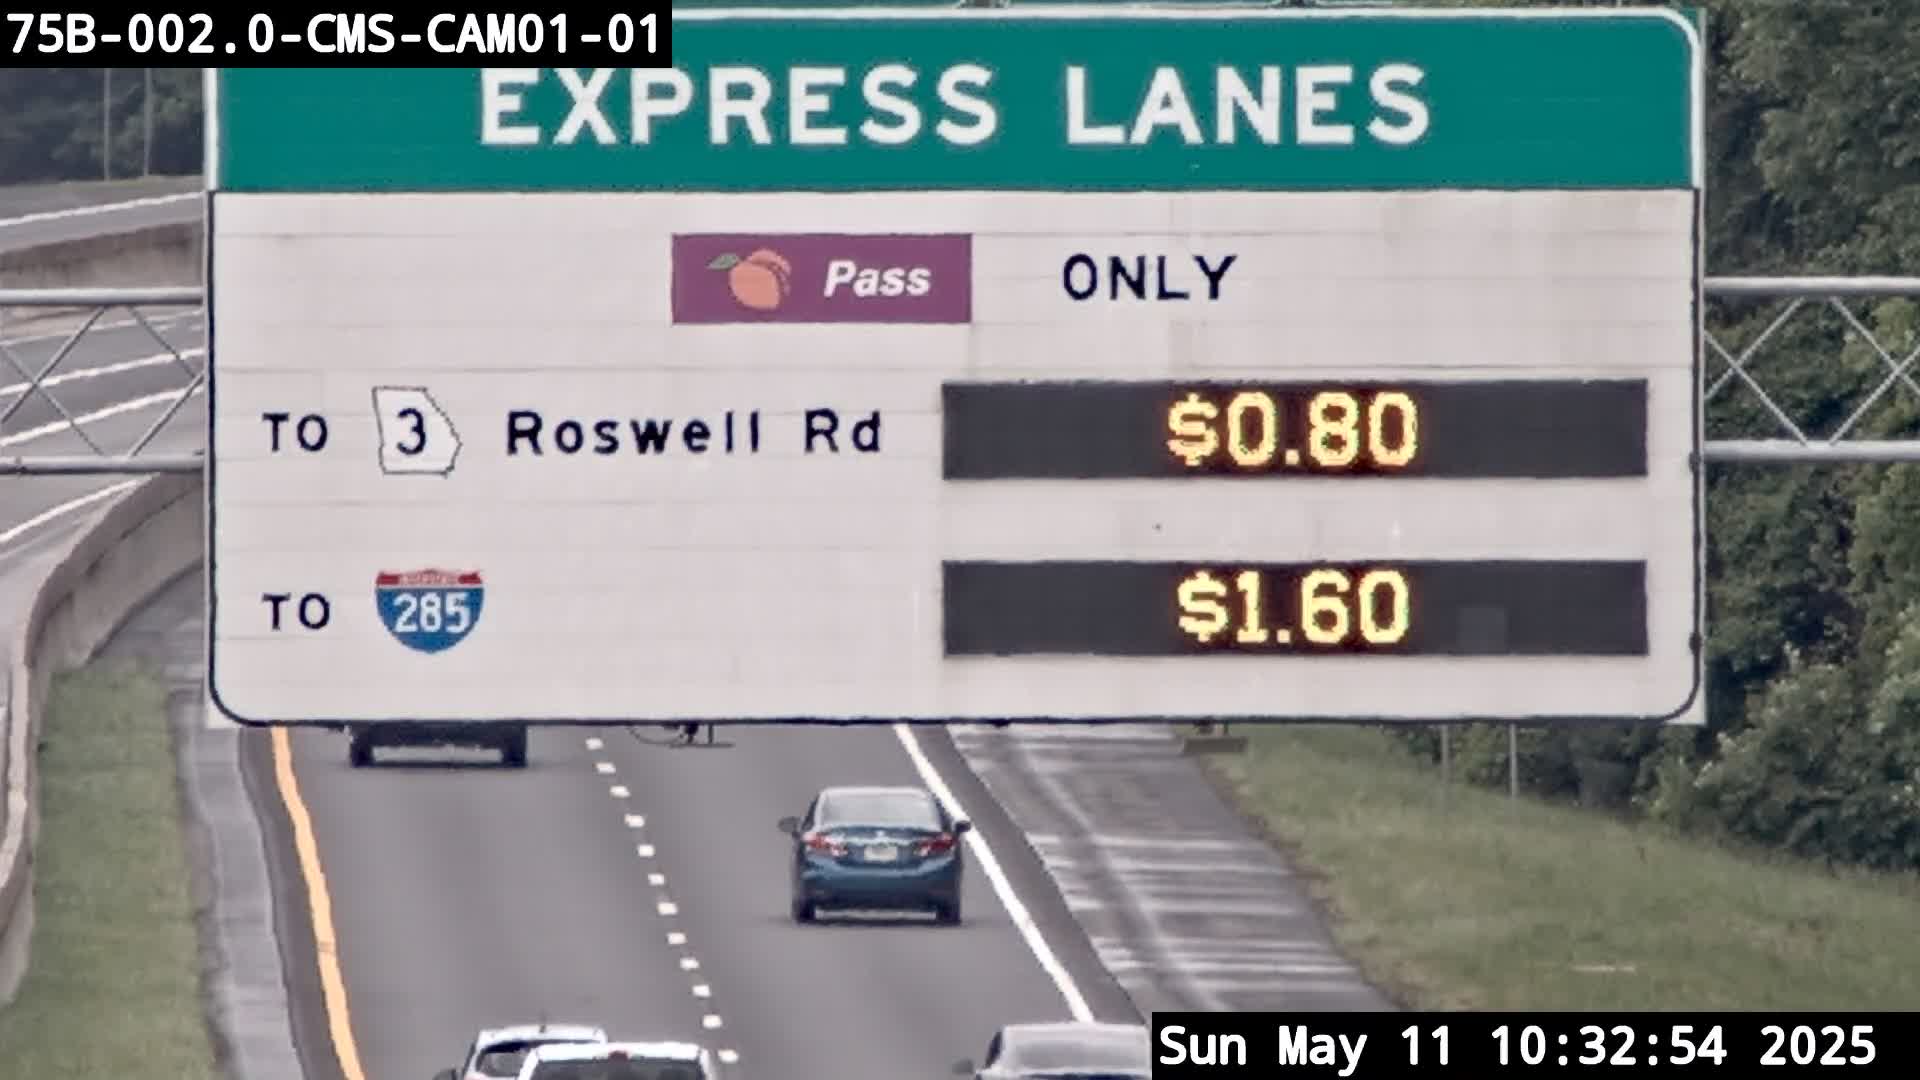 75B-002.0-CMS-CAM01-01
EXPRESS LANES
Pass ONLY
TO 3 Roswell Rd $0.80
TO 285 $1.60
Sun May 11 10:32:54 2025